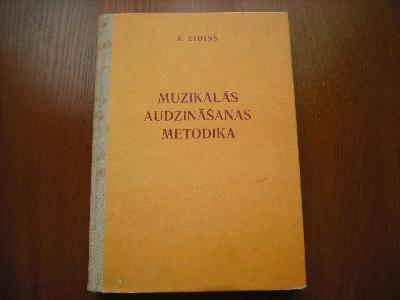 A. EIDIŅŠ
MUZIKĀLĀS
AUDZINĀŠANAS
METODIKA